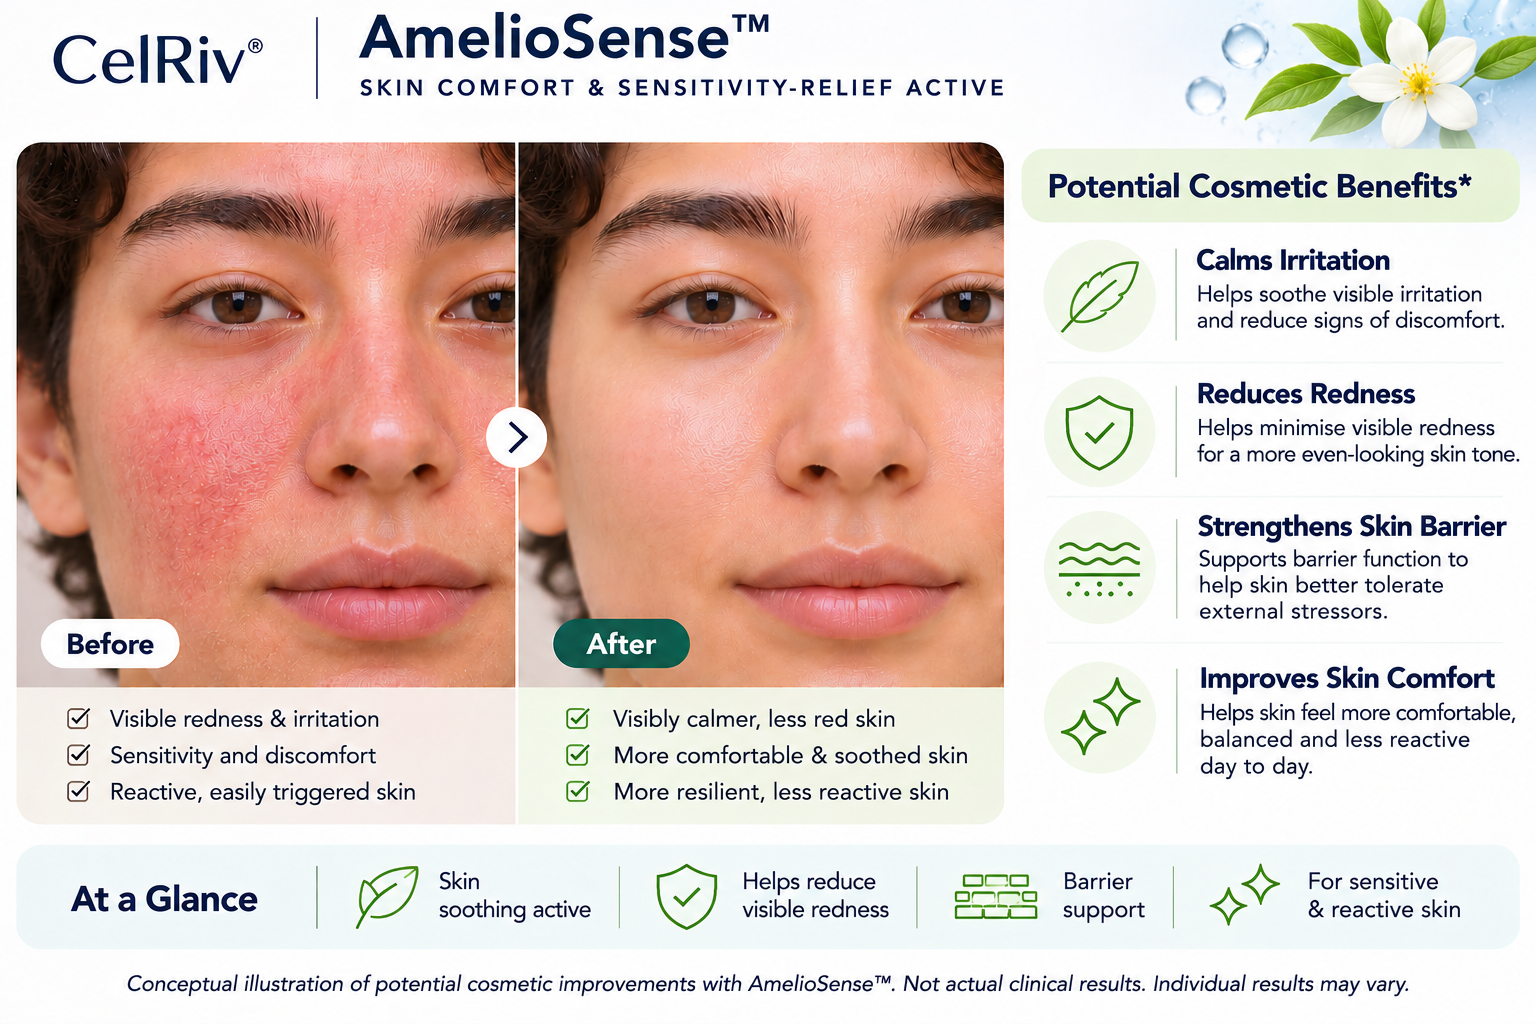 CelRiv®
AmelioSense™
SKIN COMFORT & SENSITIVITY-RELIEF ACTIVE
Before
Visible redness & irritation
Sensitivity and discomfort
Reactive, easily triggered skin
After
Visibly calmer, less red skin
More comfortable & soothed skin
More resilient, less reactive skin
Potential Cosmetic Benefits*
Calms Irritation
Helps soothe visible irritation
and reduce signs of discomfort.
Reduces Redness
Helps minimise visible redness
for a more even-looking skin tone.
Strengthens Skin Barrier
Supports barrier function to
help skin better tolerate
external stressors.
Improves Skin Comfort
Helps skin feel more comfortable,
balanced and less reactive
day to day.
At a Glance
Skin
soothing active
Helps reduce
visible redness
Barrier
support
For sensitive
& reactive skin
Conceptual illustration of potential cosmetic improvements with AmelioSense™. Not actual clinical results. Individual results may vary.